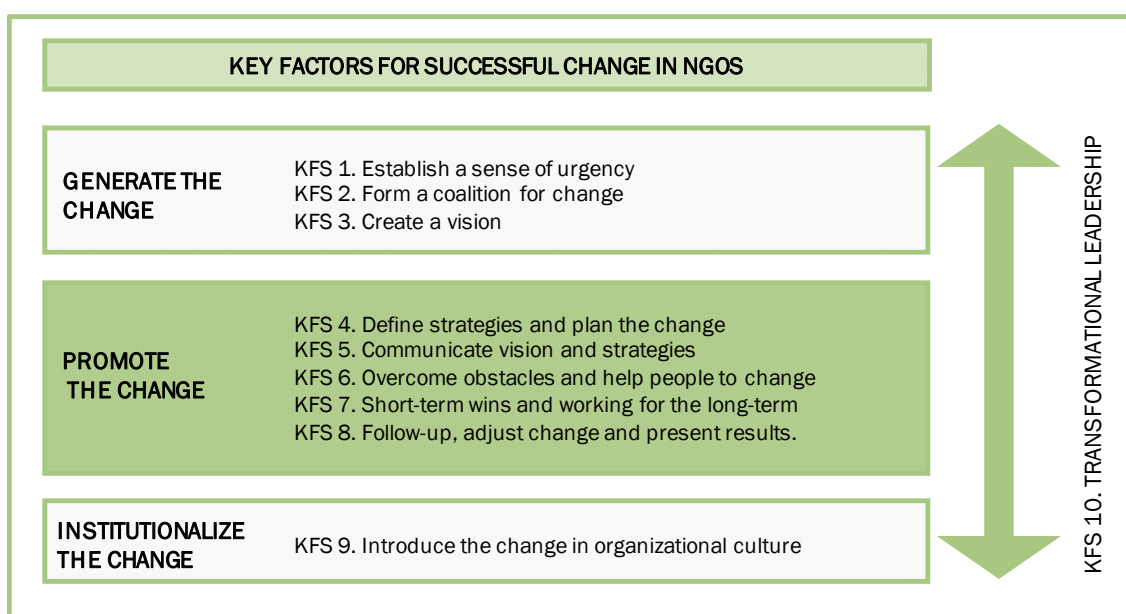 KEY FACTORS FOR SUCCESSFUL CHANGE IN NGOS
GENERATE THE
CHANGE
KFS 1. Establish a sense of urgency
KFS 2. Form a coalition for change
KFS 3. Create a vision
PROMOTE
THE CHANGE
KFS 4. Define strategies and plan the change
KFS 5. Communicate vision and strategies
KFS 6. Overcome obstacles and help people to change
KFS 7. Short-term wins and working for the long-term
KFS 8. Follow-up, adjust change and present results.
INSTITUTIONALIZE
THE CHANGE
KFS 9. Introduce the change in organizational culture
KFS 10. TRANSFORMATIONAL LEADERSHIP